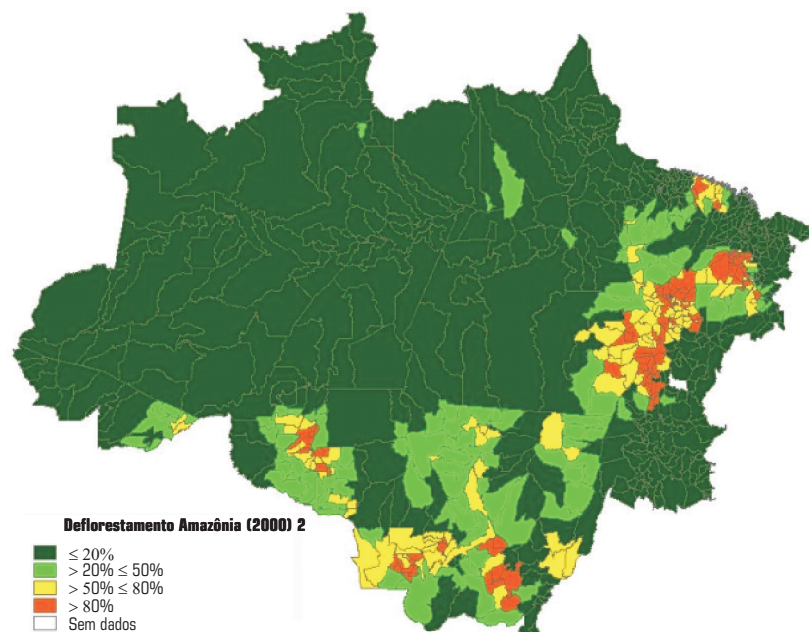 Deflorestamento Amazônia (2000) 2
≤ 20%
> 20% ≤ 50%
> 50% ≤ 80%
> 80%
Sem dados